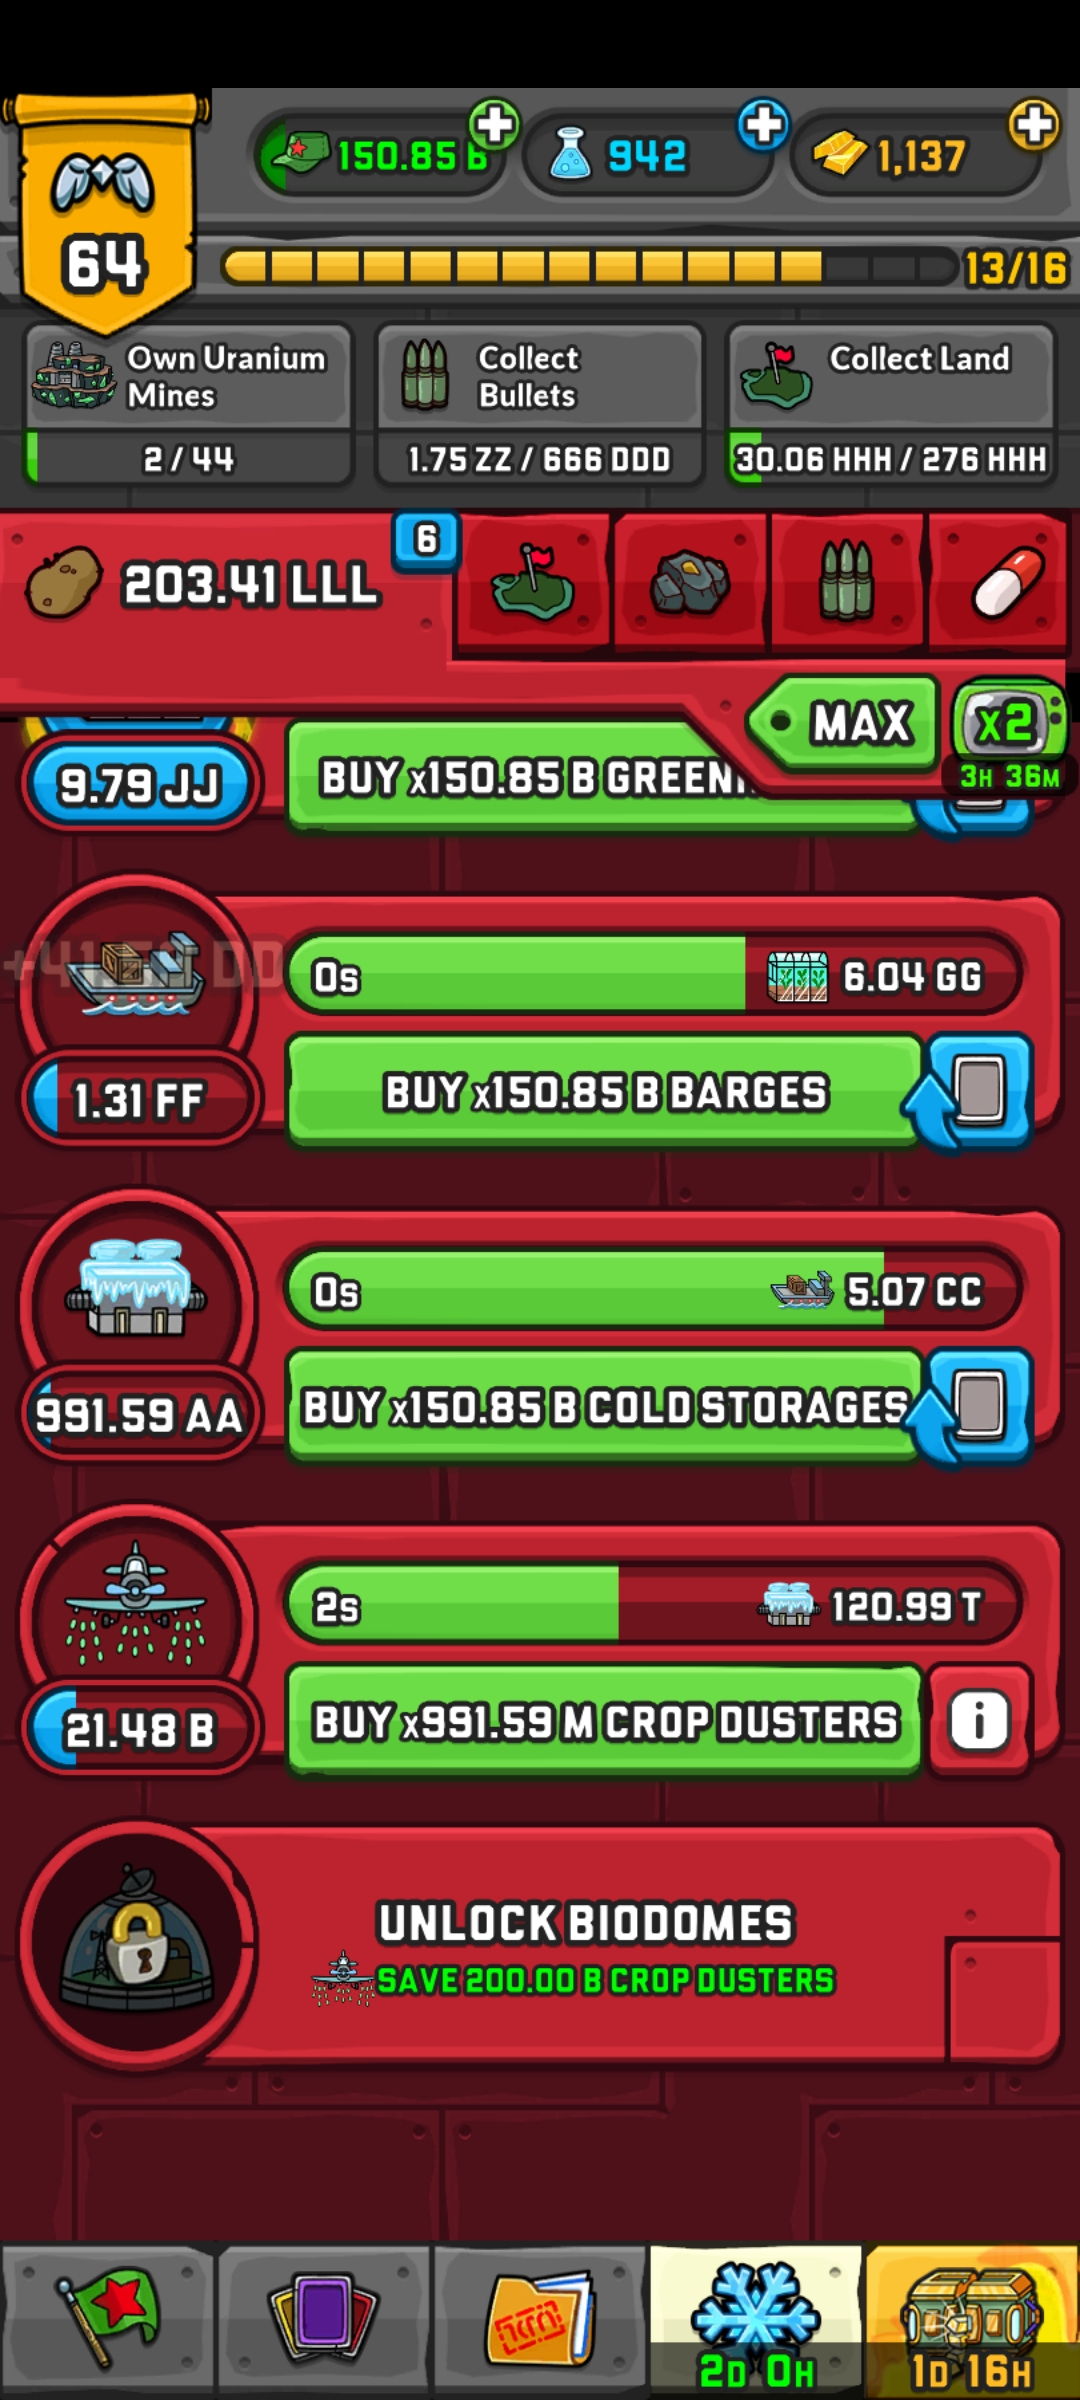 64
150.85 B
942
1,137
13/16
Own Uranium
Mines
2 / 44
Collect
Bullets
1.75 ZZ / 666 DDD
Collect Land
30.06 HHH / 276 HHH
203.41 LLL
6
MAX
x2
3H 36M
9.79 JJ
BUY x150.85 B
0s
6.04 GG
1.31 FF
BUY x150.85 B BARGES
0s
5.07 CC
991.59 AA
BUY x150.85 B COLD STORAGES
2s
120.99 T
21.48 B
BUY x991.59 M CROP DUSTERS
i
UNLOCK BIODOMES
SAVE 200.00 B CROP DUSTERS
2D 0H
1D 16H